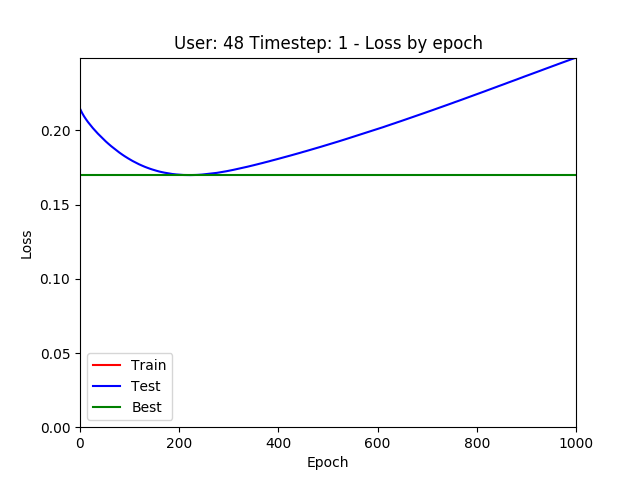 User: 48 Timestep: 1 - Loss by epoch
0.20
0.15
0.10
0.05
0.00
Loss
Train
Test
Best
0 200 400 600 800 1000
Epoch